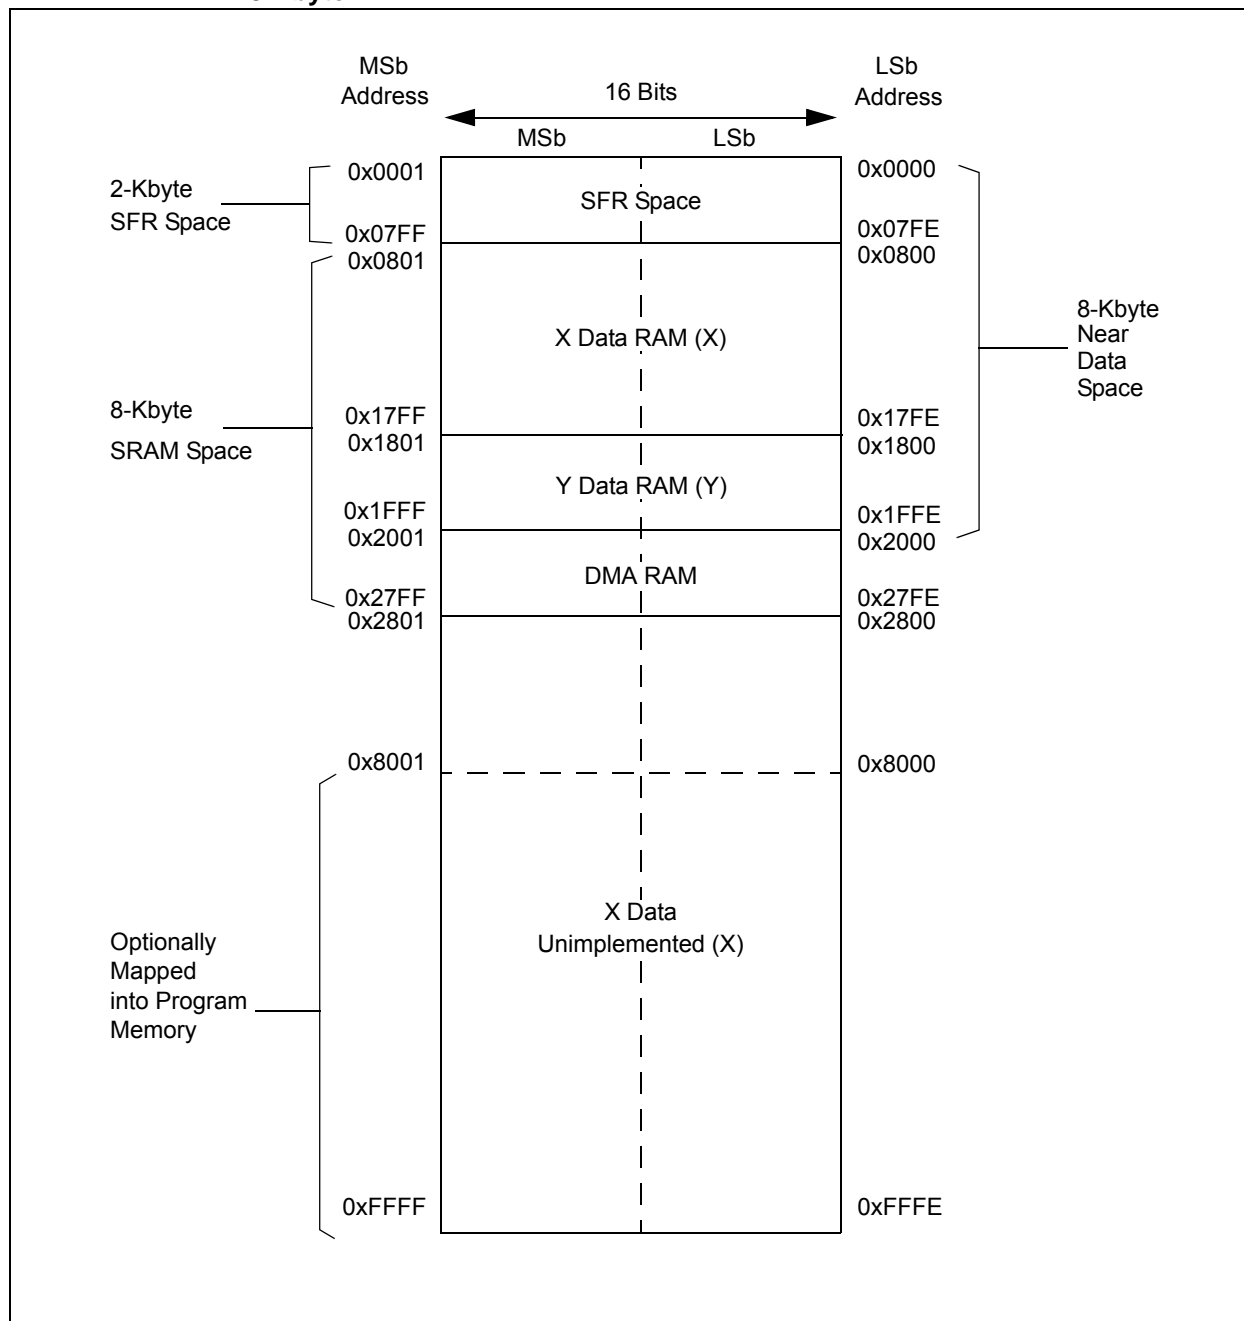 MSb
Address
LSb
Address
16 Bits
MSb
LSb
0x0001
0x0000
2-Kbyte
SFR Space
SFR Space
0x07FF
0x07FE
0x0801
0x0800
8-Kbyte
Near
Data
Space
X Data RAM (X)
8-Kbyte
SRAM Space
0x17FF
0x17FE
0x1801
0x1800
Y Data RAM (Y)
0x1FFF
0x1FFE
0x2001
0x2000
DMA RAM
0x27FF
0x27FE
0x2801
0x2800
0x8001
0x8000
X Data
Unimplemented (X)
Optionally
Mapped
into Program
Memory
0xFFFF
0xFFFE